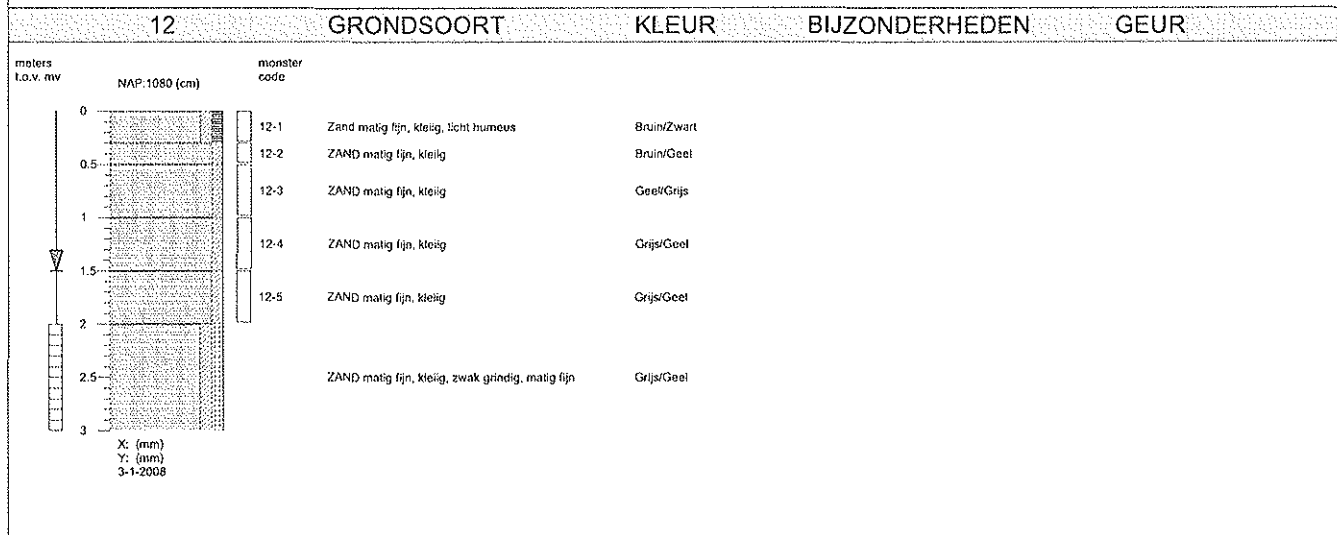 12 GRONDSOORT KLEUR BIJZONDERHEDEN GEUR
meters
t.o.v. mv
NAP:1080 (cm)
monster
code
0
12-1 Zand matig fijn, kleiig, licht humeus Bruin/Zwart
12-2 ZAND matig fijn, kleiig Bruin/Geel
0.5
12-3 ZAND matig fijn, kleiig Geel/Grijs
1
12-4 ZAND matig fijn, kleiig Grijs/Geel
1.5
12-5 ZAND matig fijn, kleiig Grijs/Geel
2
2.5 ZAND matig fijn, kleiig, zwak grindig, matig fijn Grijs/Geel
3
X: (mm)
Y: (mm)
3-1-2008